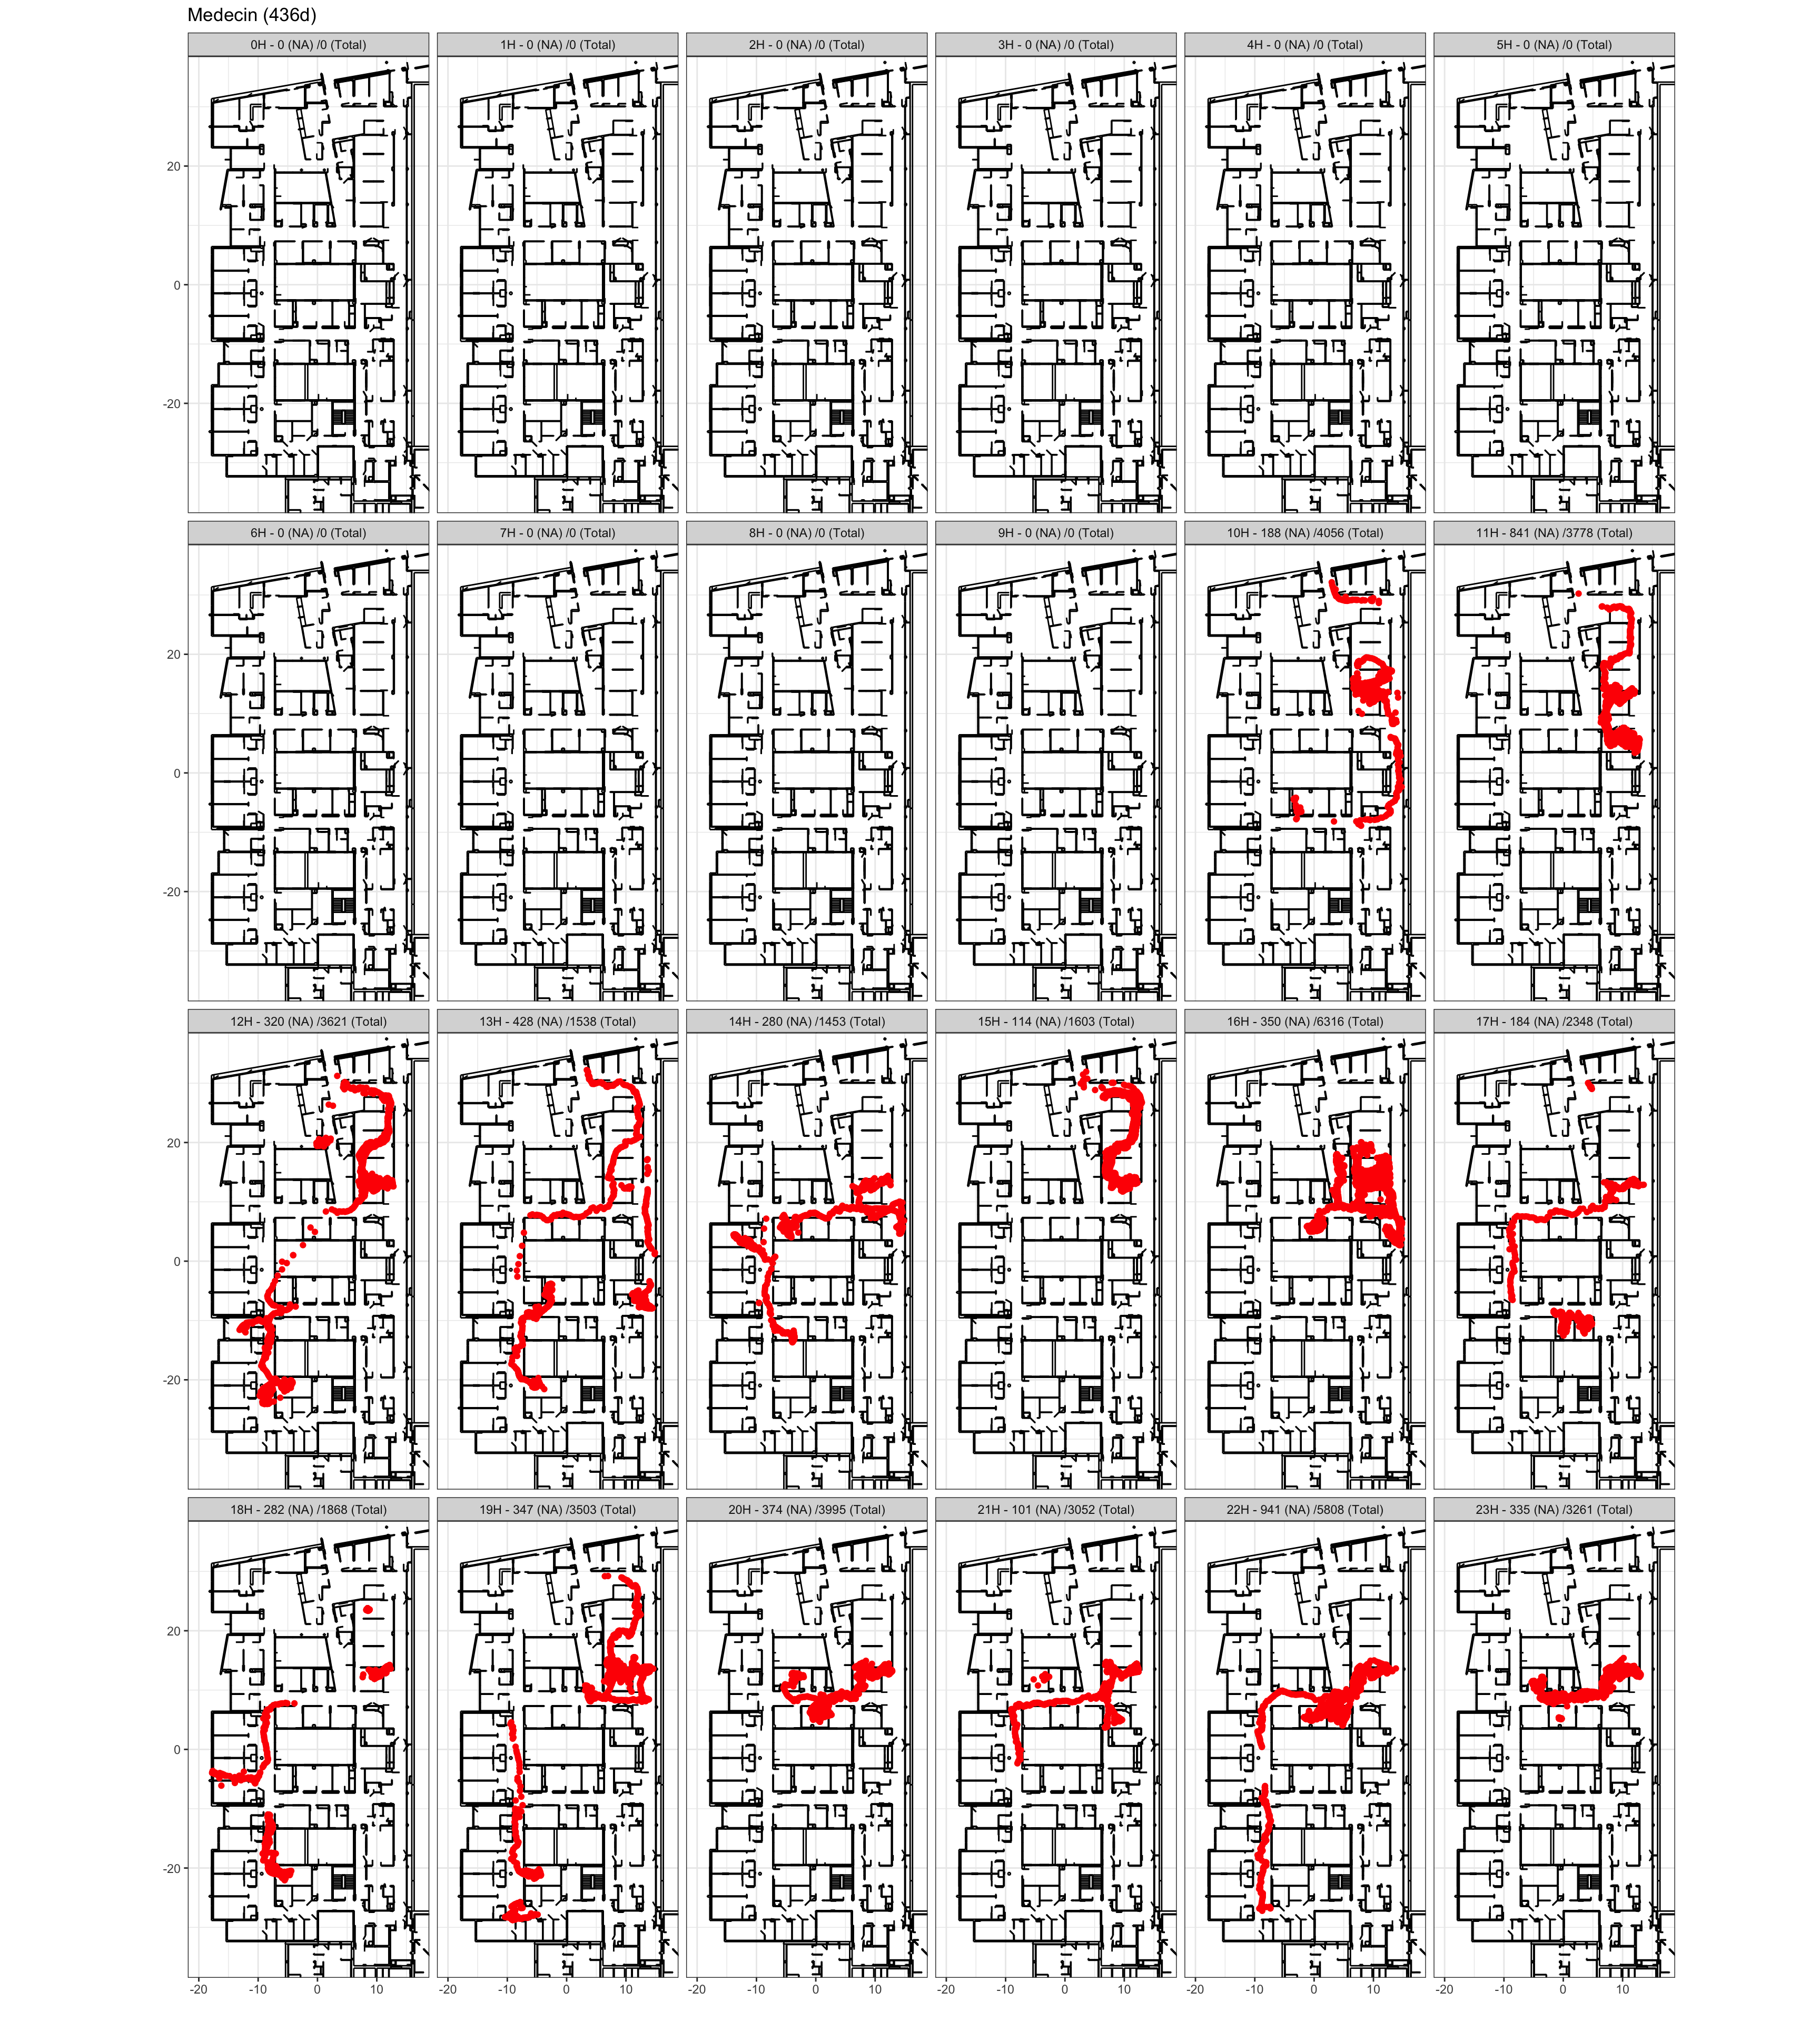 Medecin (436d)
0H - 0 (NA) /0 (Total)
1H - 0 (NA) /0 (Total)
2H - 0 (NA) /0 (Total)
3H - 0 (NA) /0 (Total)
4H - 0 (NA) /0 (Total)
5H - 0 (NA) /0 (Total)
20
0
-20
6H - 0 (NA) /0 (Total)
7H - 0 (NA) /0 (Total)
8H - 0 (NA) /0 (Total)
9H - 0 (NA) /0 (Total)
10H - 188 (NA) /4056 (Total)
11H - 841 (NA) /3778 (Total)
20
0
-20
12H - 320 (NA) /3621 (Total)
13H - 428 (NA) /1538 (Total)
14H - 280 (NA) /1453 (Total)
15H - 114 (NA) /1603 (Total)
16H - 350 (NA) /6316 (Total)
17H - 184 (NA) /2348 (Total)
20
0
-20
18H - 282 (NA) /1868 (Total)
19H - 347 (NA) /3503 (Total)
20H - 374 (NA) /3995 (Total)
21H - 101 (NA) /3052 (Total)
22H - 941 (NA) /5808 (Total)
23H - 335 (NA) /3261 (Total)
20
0
-20
-20 -10 0 10
-20 -10 0 10
-20 -10 0 10
-20 -10 0 10
-20 -10 0 10
-20 -10 0 10